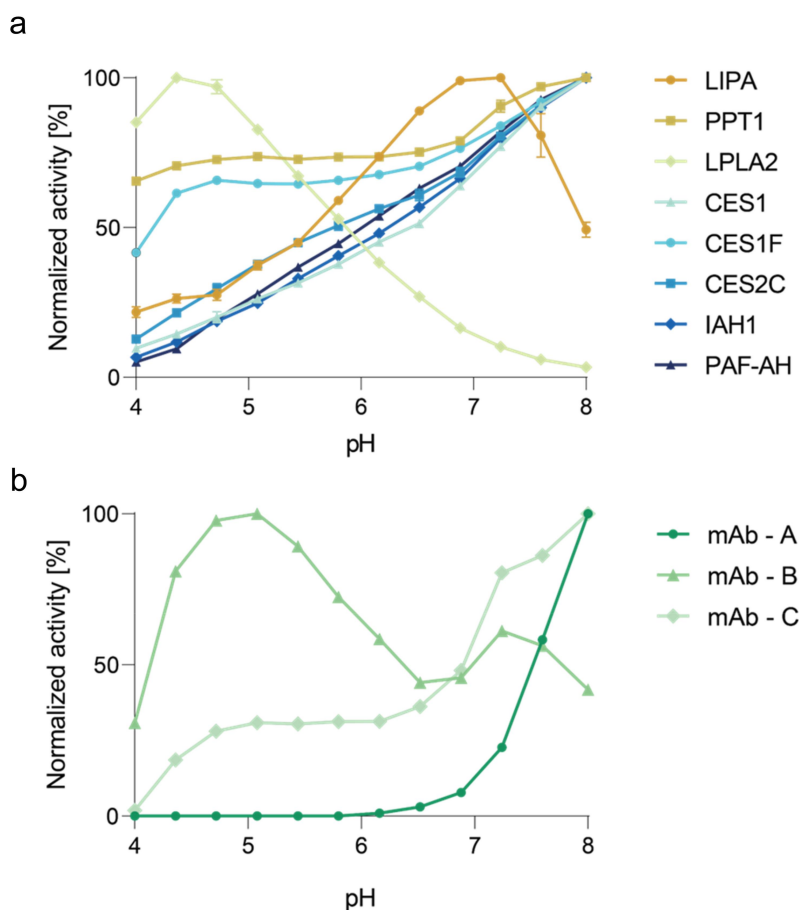 a
Normalized activity [%]
100
50
0
4 5 6 7 8
pH
LIPA
PPT1
LPLA2
CES1
CES1F
CES2C
IAH1
PAF-AH
b
Normalized activity [%]
100
50
0
4 5 6 7 8
pH
mAb - A
mAb - B
mAb - C